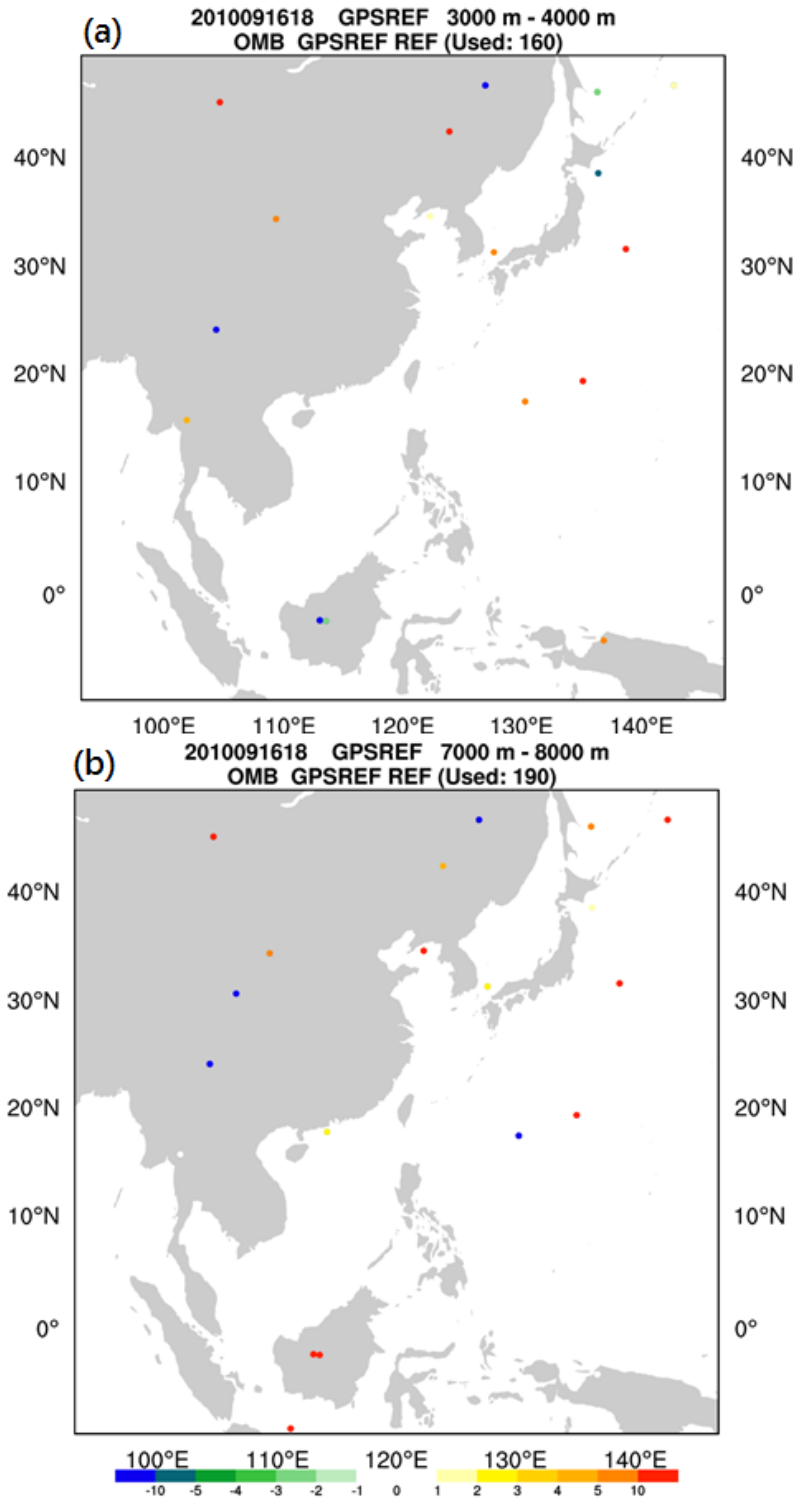 (a)
2010091618 GPSREF 3000 m - 4000 m
OMB GPSREF REF (Used: 160)
40°N 40°N
30°N 30°N
20°N 20°N
10°N 10°N
0° 0°
100°E 110°E 120°E 130°E 140°E
(b)
2010091618 GPSREF 7000 m - 8000 m
OMB GPSREF REF (Used: 190)
40°N 40°N
30°N 30°N
20°N 20°N
10°N 10°N
0° 0°
100°E 110°E 120°E 130°E 140°E
-10 -5 -4 -3 -2 -1 0 1 2 3 4 5 10